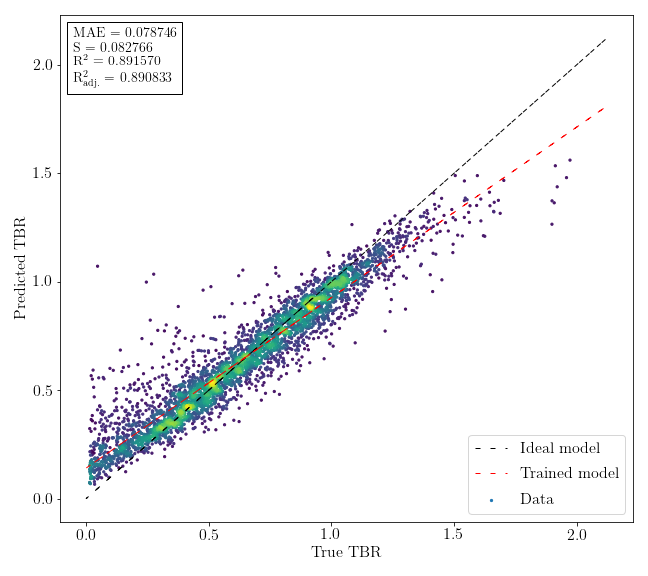 MAE = 0.078746
S = 0.082766
R² = 0.891570
R²adj. = 0.890833
2.0
1.5
1.0
0.5
0.0
Predicted TBR
0.0 0.5 1.0 1.5 2.0
True TBR
Ideal model
Trained model
Data